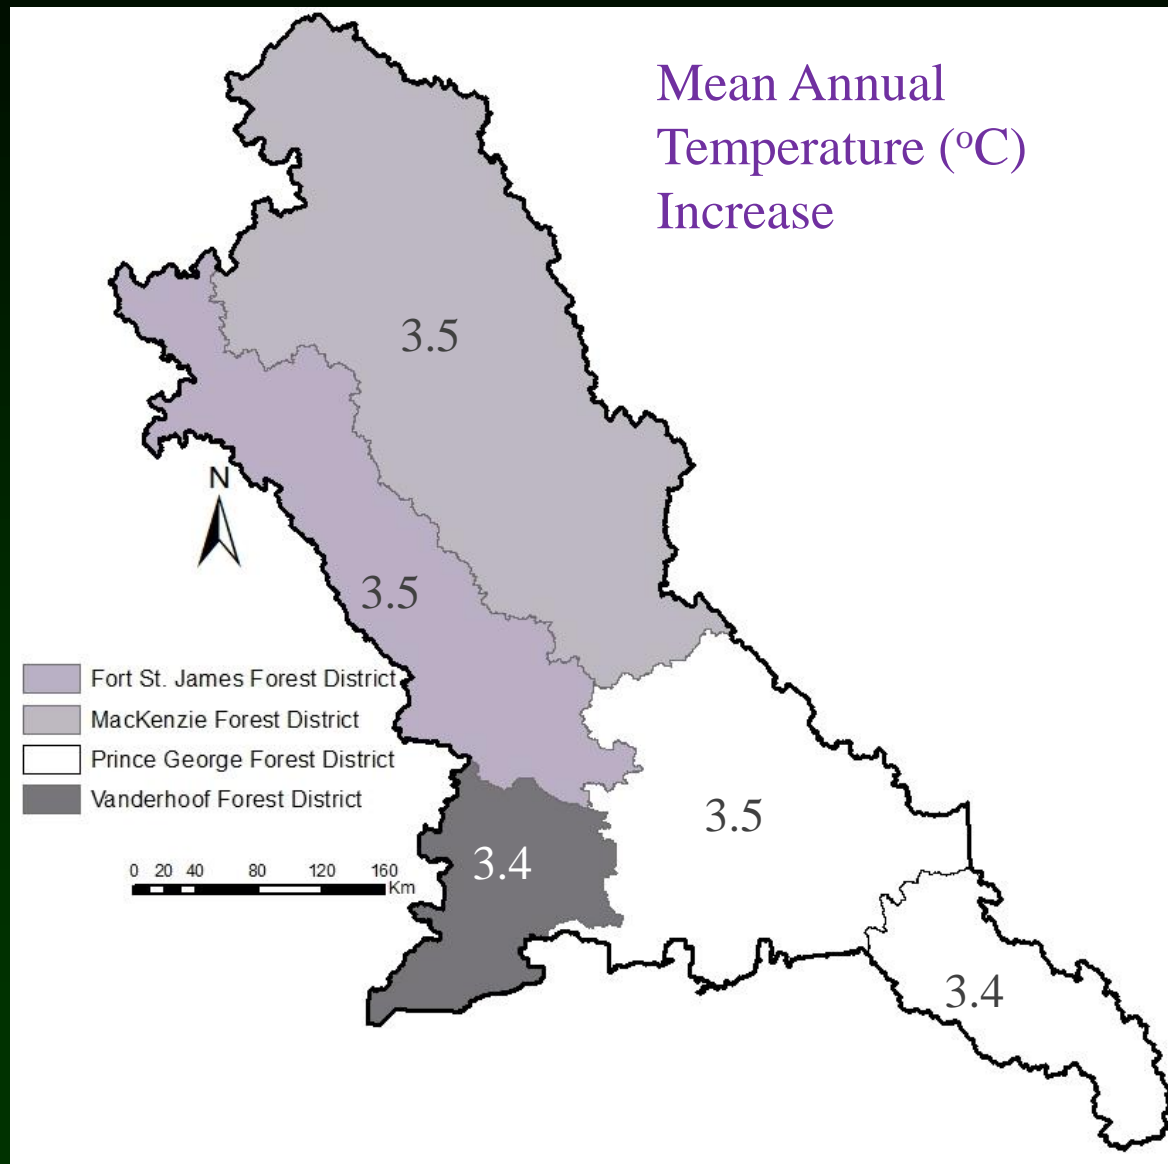 Mean Annual
Temperature (ºC)
Increase
3.5
N
3.5
Fort St. James Forest District
MacKenzie Forest District
Prince George Forest District
Vanderhoof Forest District
3.5
3.4
0 20 40 80 120 160
Km
3.4